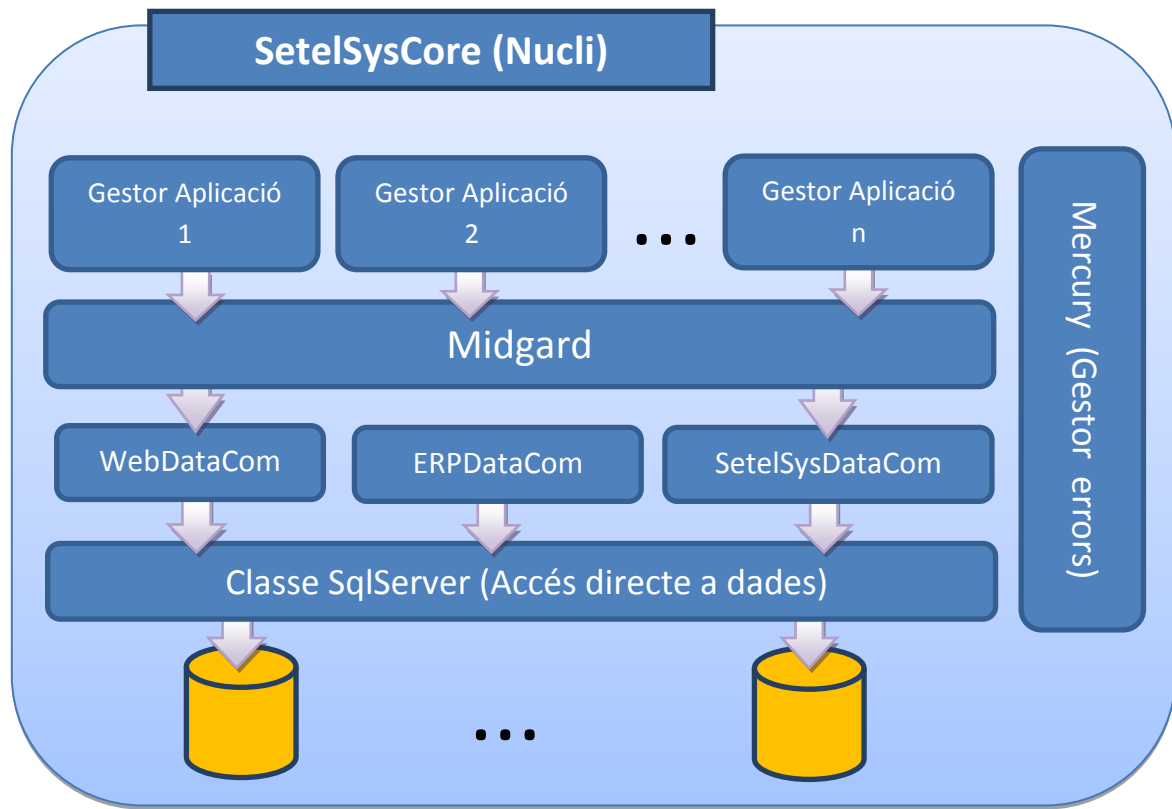 SetelSysCore (Nucli)
Gestor Aplicació
1
Gestor Aplicació
2
...
Gestor Aplicació
n
Midgard
WebDataCom
ERPDataCom
SetelSysDataCom
Classe SqlServer (Accés directe a dades)
...
Mercury (Gestor errors)